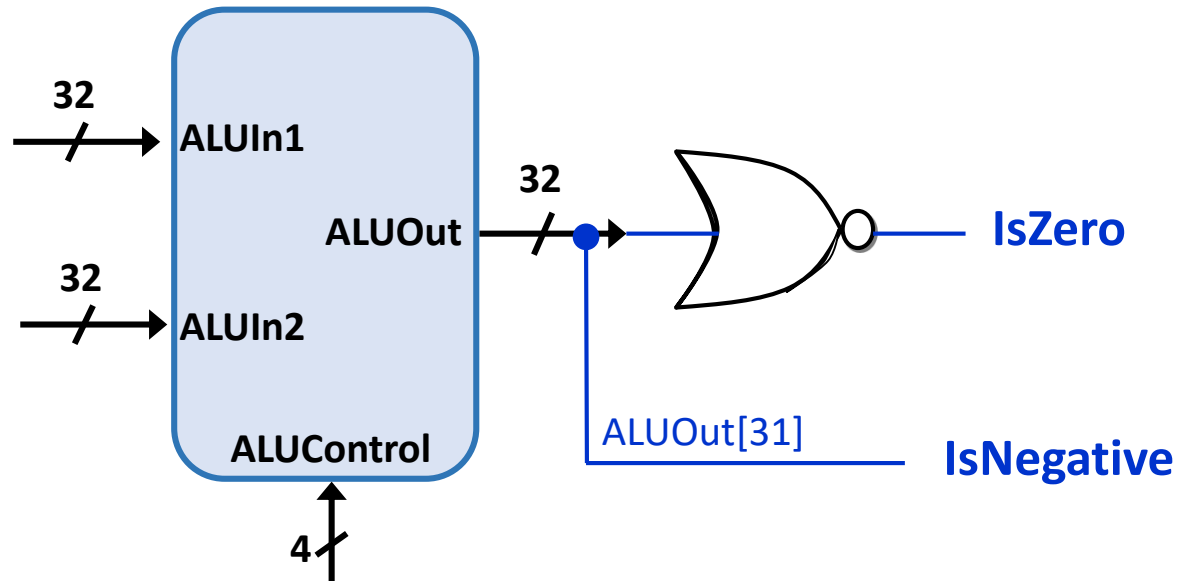 32
ALUIn1
32
ALUOut
IsZero
32
ALUIn2
ALUOut[31]
ALUControl
IsNegative
4